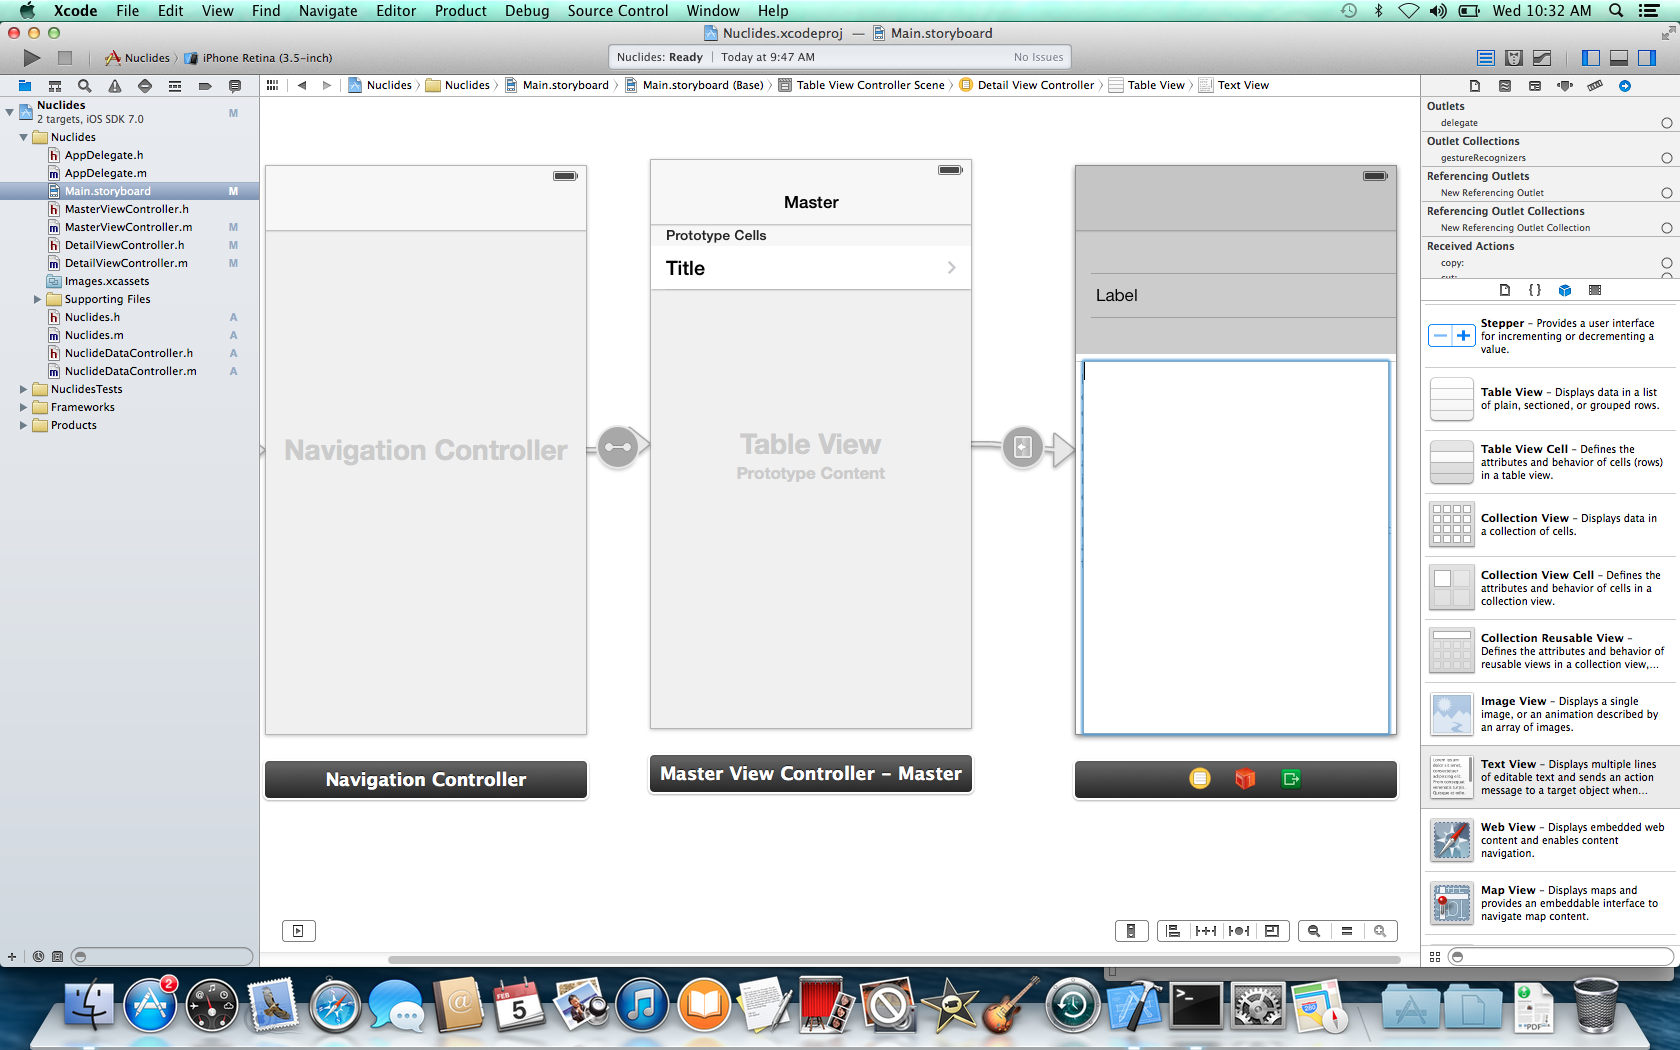 Xcode File Edit View Find Navigate Editor Product Debug Source Control Window Help Wed 10:32 AM
Nuclides.xcodeproj — Main.storyboard
Nuclides iPhone Retina (3.5-inch)
Nuclides: Ready Today at 9:47 AM No Issues
Nuclides Nuclides Main.storyboard Main.storyboard (Base) Table View Controller Scene Detail View Controller Table View Text View
Nuclides M
2 targets, iOS SDK 7.0
Nuclides
AppDelegate.h
AppDelegate.m
Main.storyboard M
MasterViewController.h
MasterViewController.m M
DetailViewController.h M
DetailViewController.m M
Images.xcassets
Supporting Files
Nuclides.h A
Nuclides.m A
NuclideDataController.h A
NuclideDataController.m A
NuclidesTests
Frameworks
Products
Navigation Controller
Navigation Controller
Master
Prototype Cells
Title
Table View
Prototype Content
Master View Controller – Master
Label
Outlets
delegate
Outlet Collections
gestureRecognizers
Referencing Outlets
New Referencing Outlet
Referencing Outlet Collections
New Referencing Outlet Collection
Received Actions
copy:
cut:
Stepper – Provides a user interface
for incrementing or decrementing a
value.
Table View – Displays data in a list
of plain, sectioned, or grouped rows.
Table View Cell – Defines the
attributes and behavior of cells (rows)
in a table view.
Collection View – Displays data in
a collection of cells.
Collection View Cell – Defines the
attributes and behavior of cells in a
collection view.
Collection Reusable View –
Defines the attributes and behavior of
reusable views in a collection view,...
Image View – Displays a single
image, or an animation described by
an array of images.
Text View – Displays multiple lines
of editable text and sends an action
message to a target object when...
Web View – Displays embedded web
content and enables content
navigation.
Map View – Displays maps and
provides an embeddable interface to
navigate map content.
2
FEB
5
PDF